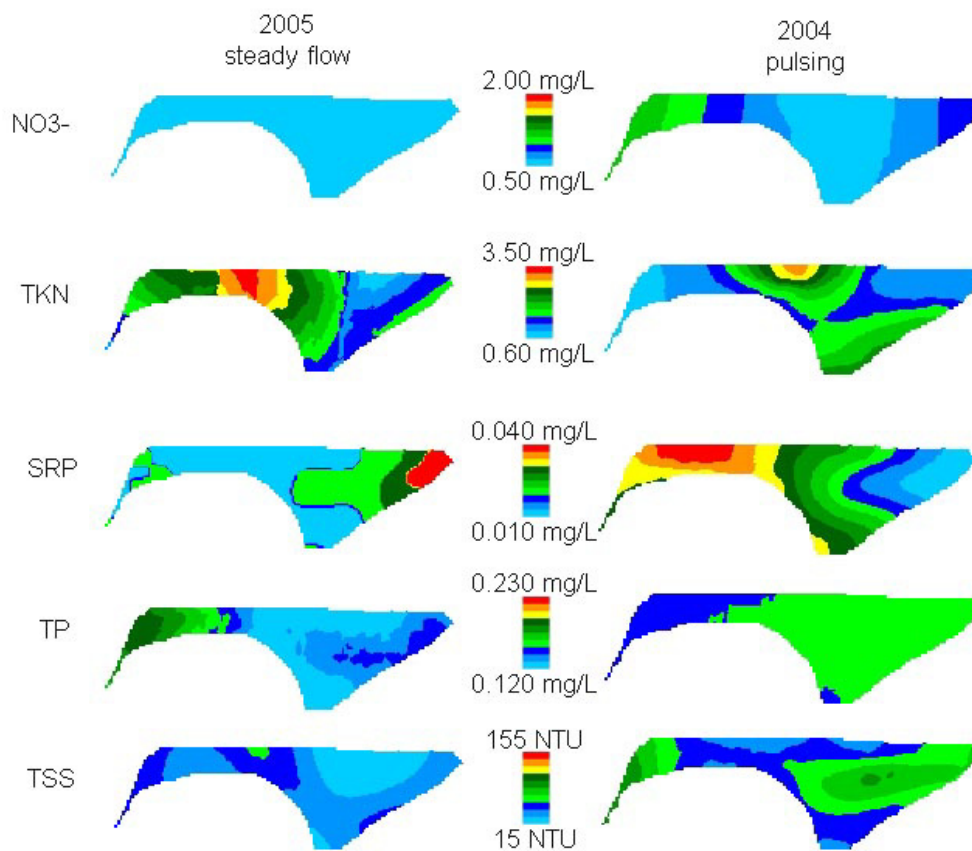 2005
steady flow
2004
pulsing
NO3-
2.00 mg/L
0.50 mg/L
TKN
3.50 mg/L
0.60 mg/L
SRP
0.040 mg/L
0.010 mg/L
TP
0.230 mg/L
0.120 mg/L
TSS
155 NTU
15 NTU